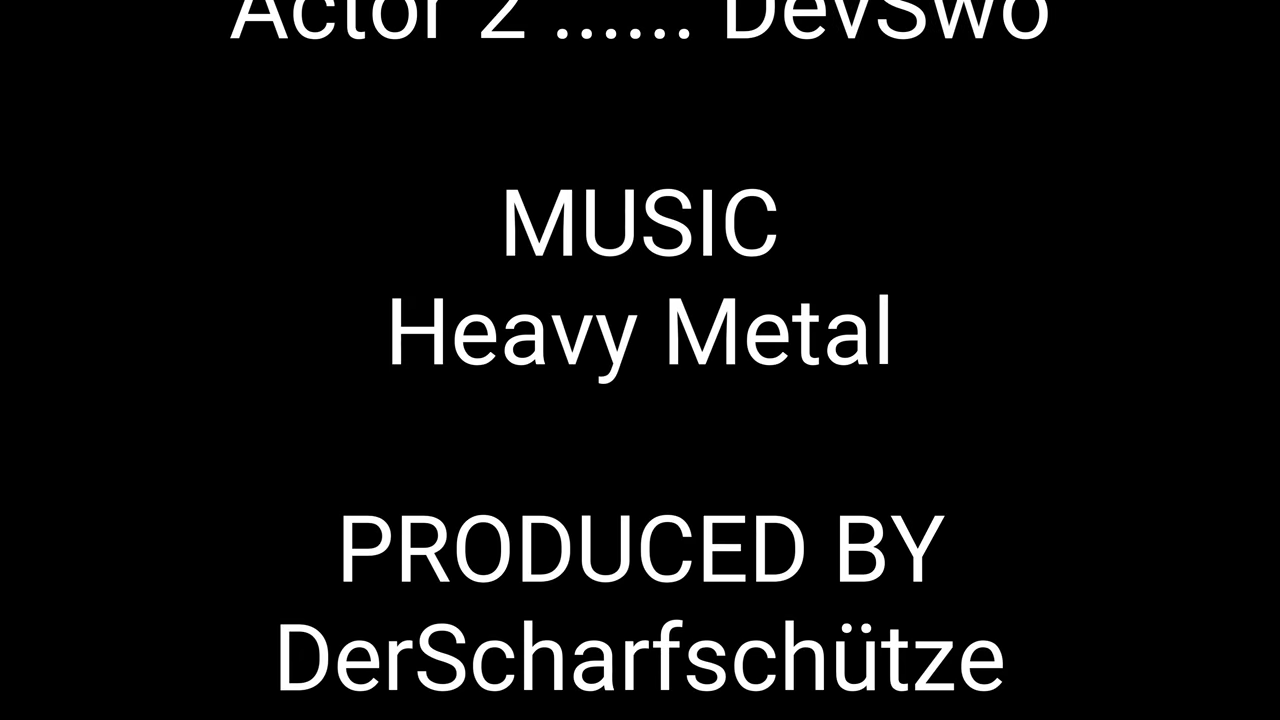 Actor 2 ...... DevSwo
MUSIC
Heavy Metal
PRODUCED BY
DerScharfschütze